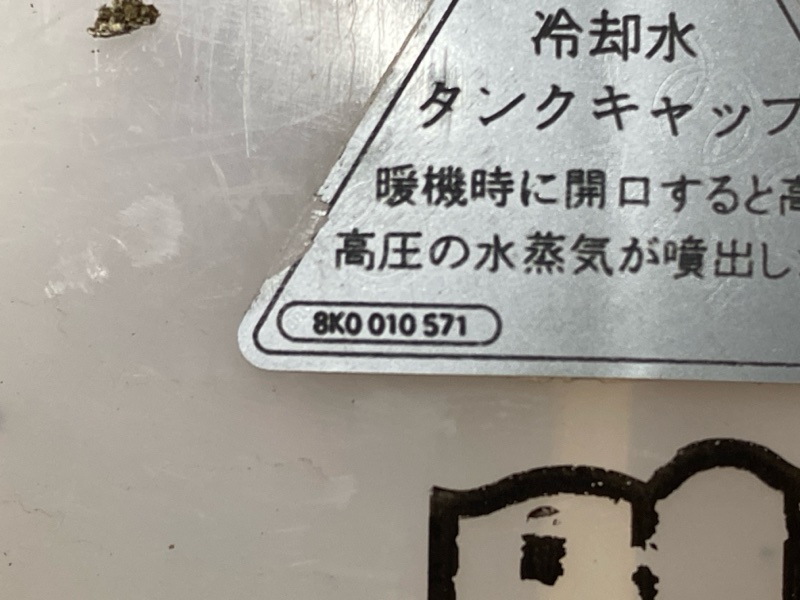 冷却水
タンクキャップ
暖機時に開口すると高
高圧の水蒸気が噴出し
8K0 010 571